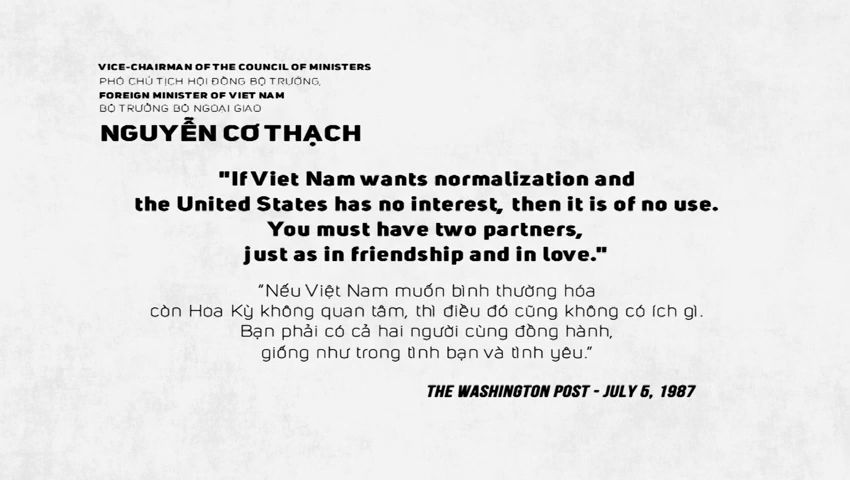 VICE-CHAIRMAN OF THE COUNCIL OF MINISTERS
PHÓ CHỦ TỊCH HỘI ĐỒNG BỘ TRƯỞNG,
FOREIGN MINISTER OF VIET NAM
BỘ TRƯỞNG BỘ NGOẠI GIAO
NGUYỄN CƠ THẠCH
"If Viet Nam wants normalization and
the United States has no interest, then it is of no use.
You must have two partners,
just as in friendship and in love."
“Nếu Việt Nam muốn bình thường hóa
còn Hoa Kỳ không quan tâm, thì điều đó cũng không có ích gì.
Bạn phải có cả hai người cùng đồng hành,
giống như trong tình bạn và tình yêu.”
THE WASHINGTON POST - JULY 5, 1987